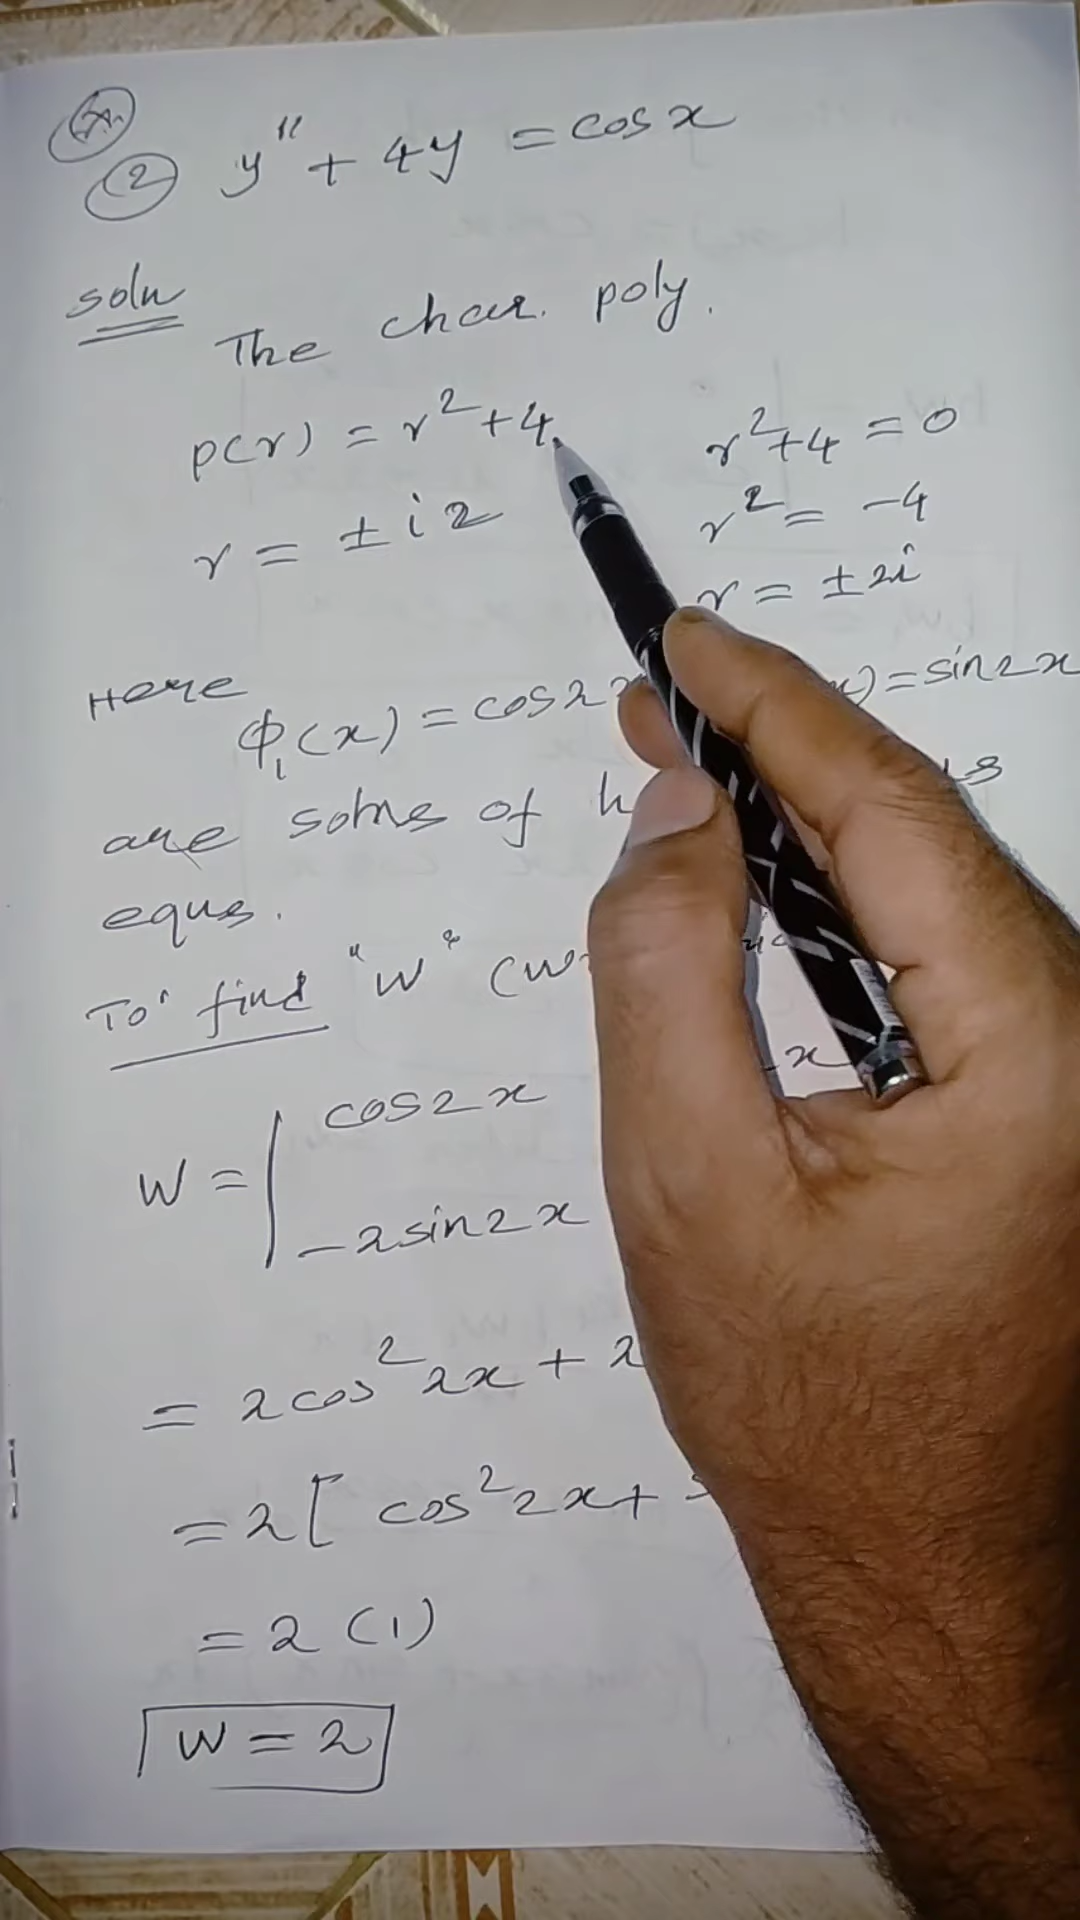 ② y'' + 4y = cos x
soln
The char. poly.
p(r) = r² + 4
r = ± i 2
r² + 4 = 0
r² = -4
r = ± 2i
Here
ϕ₁(x) = cos 2x) = sin 2x
are solns of
equs.
To find "W" (
W = | cos 2x
-2 sin 2x
= 2 cos² 2x + 2
= 2 [ cos² 2x +
= 2 (1)
W = 2